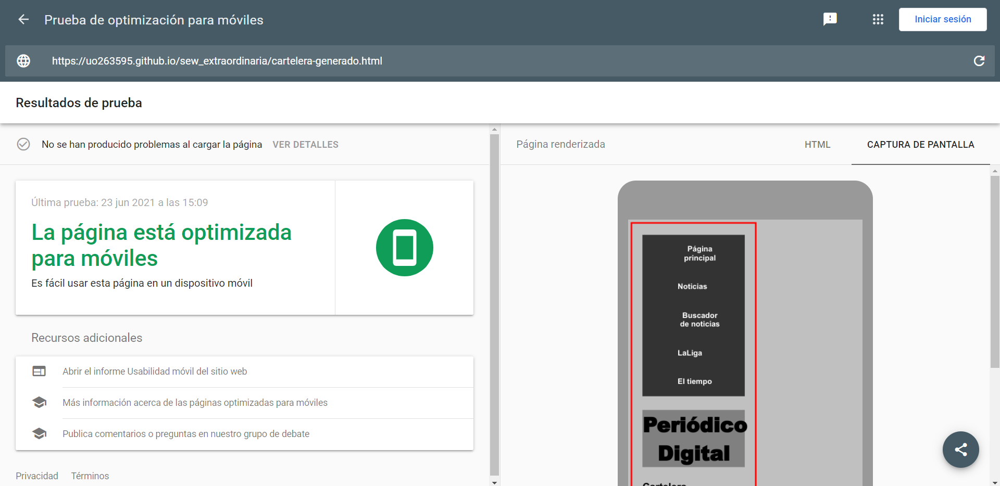 Prueba de optimización para móviles
Iniciar sesión
https://uo263595.github.io/sew_extraordinaria/cartelera-generado.html
Resultados de prueba
No se han producido problemas al cargar la página VER DETALLES
Última prueba: 23 jun 2021 a las 15:09
La página está optimizada
para móviles
Es fácil usar esta página en un dispositivo móvil
Recursos adicionales
Abrir el informe Usabilidad móvil del sitio web
Más información acerca de las páginas optimizadas para móviles
Publica comentarios o preguntas en nuestro grupo de debate
Privacidad Términos
Página renderizada
HTML
CAPTURA DE PANTALLA
Página
principal
Noticias
Buscador
de noticias
LaLiga
El tiempo
Periódico
Digital
Cartelera